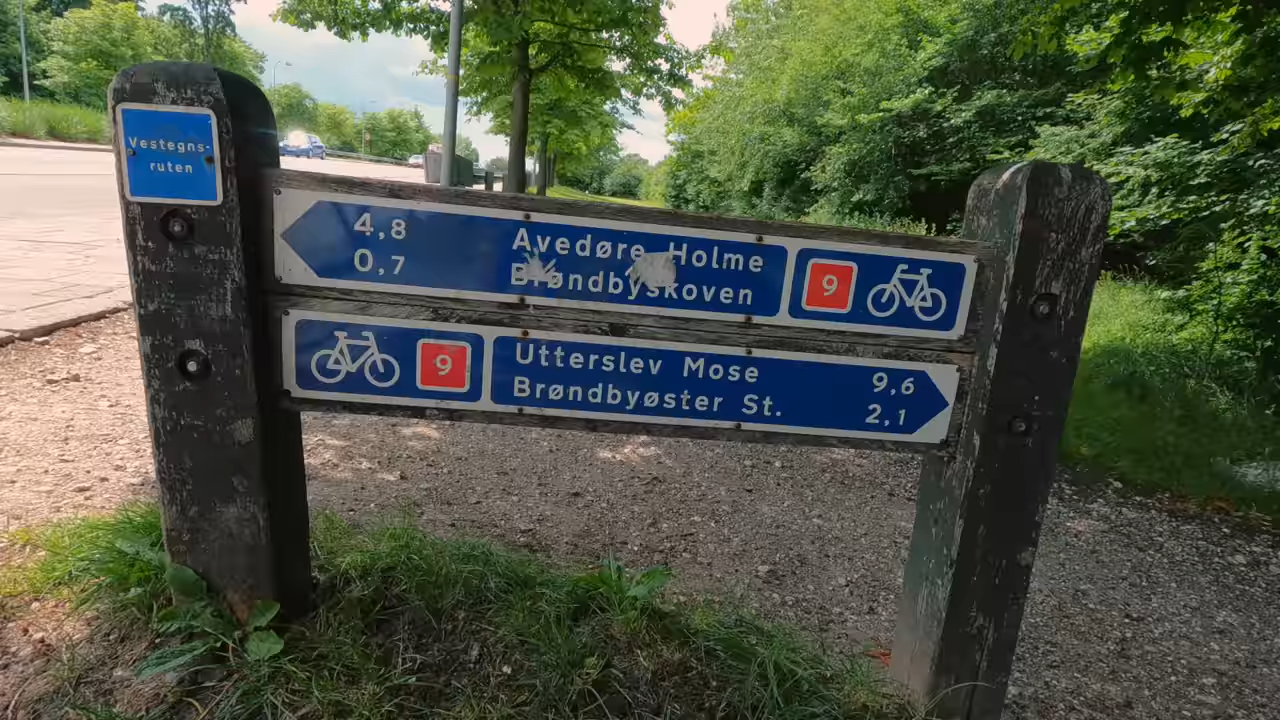 Vestegns-
ruten
4,8 Avedøre Holme
0,7 Brøndbyskoven
9
9
Utterslev Mose 9,6
Brøndbyøster St. 2,1